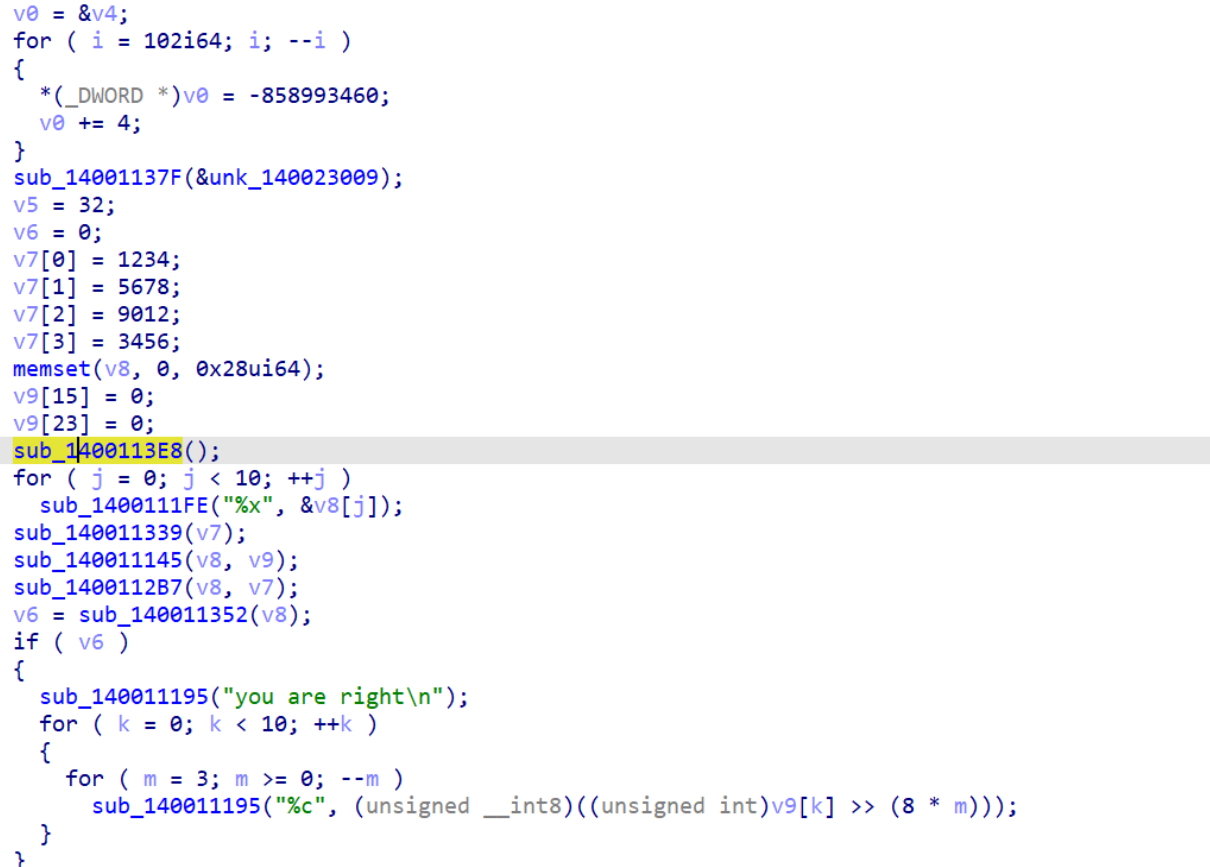 v0 = &v4;
for ( i = 102i64; i; --i )
{
  *(_DWORD *)v0 = -858993460;
  v0 += 4;
}
sub_14001137F(&unk_140023009);
v5 = 32;
v6 = 0;
v7[0] = 1234;
v7[1] = 5678;
v7[2] = 9012;
v7[3] = 3456;
memset(v8, 0, 0x28ui64);
v9[15] = 0;
v9[23] = 0;
sub_1400113E8();
for ( j = 0; j < 10; ++j )
  sub_1400111FE("%x", &v8[j]);
sub_140011339(v7);
sub_140011145(v8, v9);
sub_1400112B7(v8, v7);
v6 = sub_140011352(v8);
if ( v6 )
{
  sub_140011195("you are right\n");
  for ( k = 0; k < 10; ++k )
  {
    for ( m = 3; m >= 0; --m )
      sub_140011195("%c", (unsigned __int8)((unsigned int)v9[k] >> (8 * m)));
  }
}